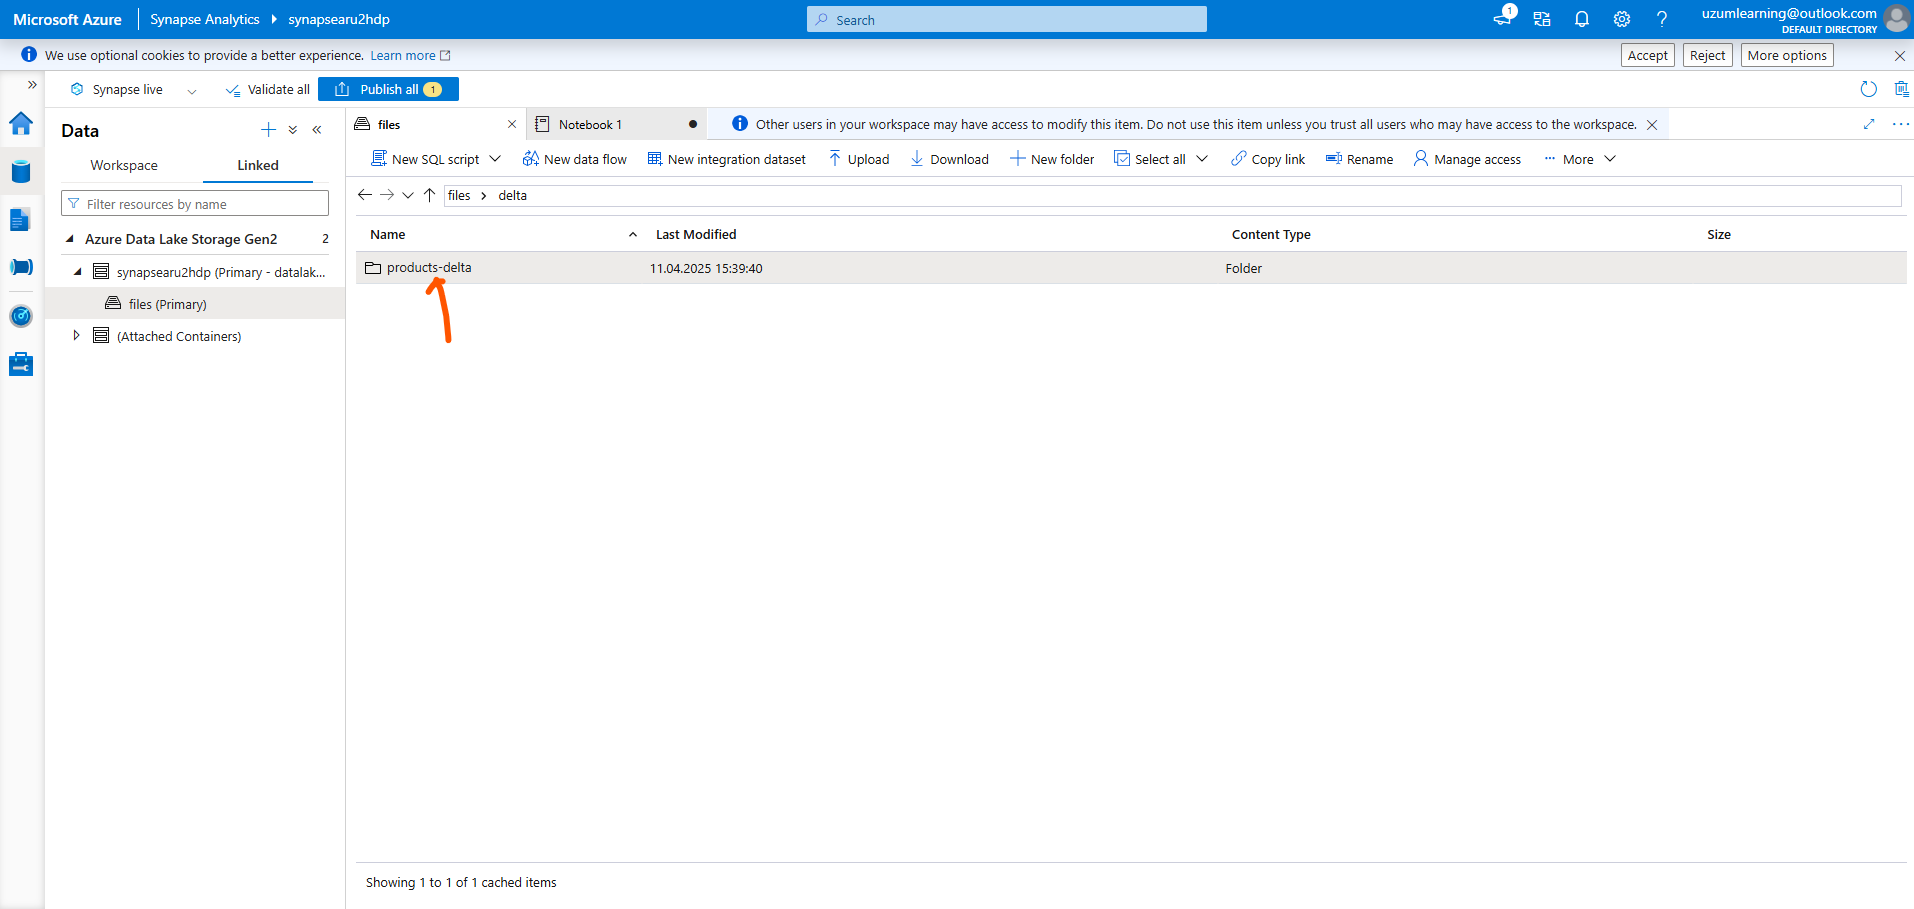 Microsoft Azure Synapse Analytics synapsearu2hdp Search 1 ? uzumlearning@outlook.com
DEFAULT DIRECTORY
We use optional cookies to provide a better experience. Learn more Accept Reject More options
Synapse live Validate all Publish all 1
Data
files Notebook 1 Other users in your workspace may have access to modify this item. Do not use this item unless you trust all users who may have access to the workspace.
Workspace Linked
New SQL script New data flow New integration dataset Upload Download New folder Select all Copy link Rename Manage access ... More
Filter resources by name
files > delta
Azure Data Lake Storage Gen2 2
Name Last Modified Content Type Size
synapsearu2hdp (Primary - datalak...
products-delta 11.04.2025 15:39:40 Folder
files (Primary)
(Attached Containers)
Showing 1 to 1 of 1 cached items